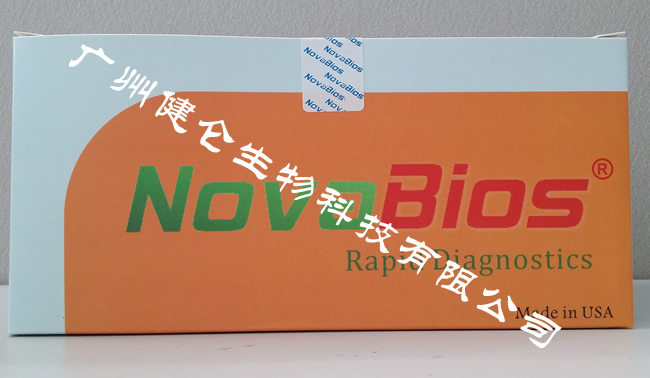 NovaBios
NovaBios
NovaBios
NovaBios
NovaBios
广州健仑生物科技有限公司
NovaBios®
Rapid Diagnostics
Made in USA